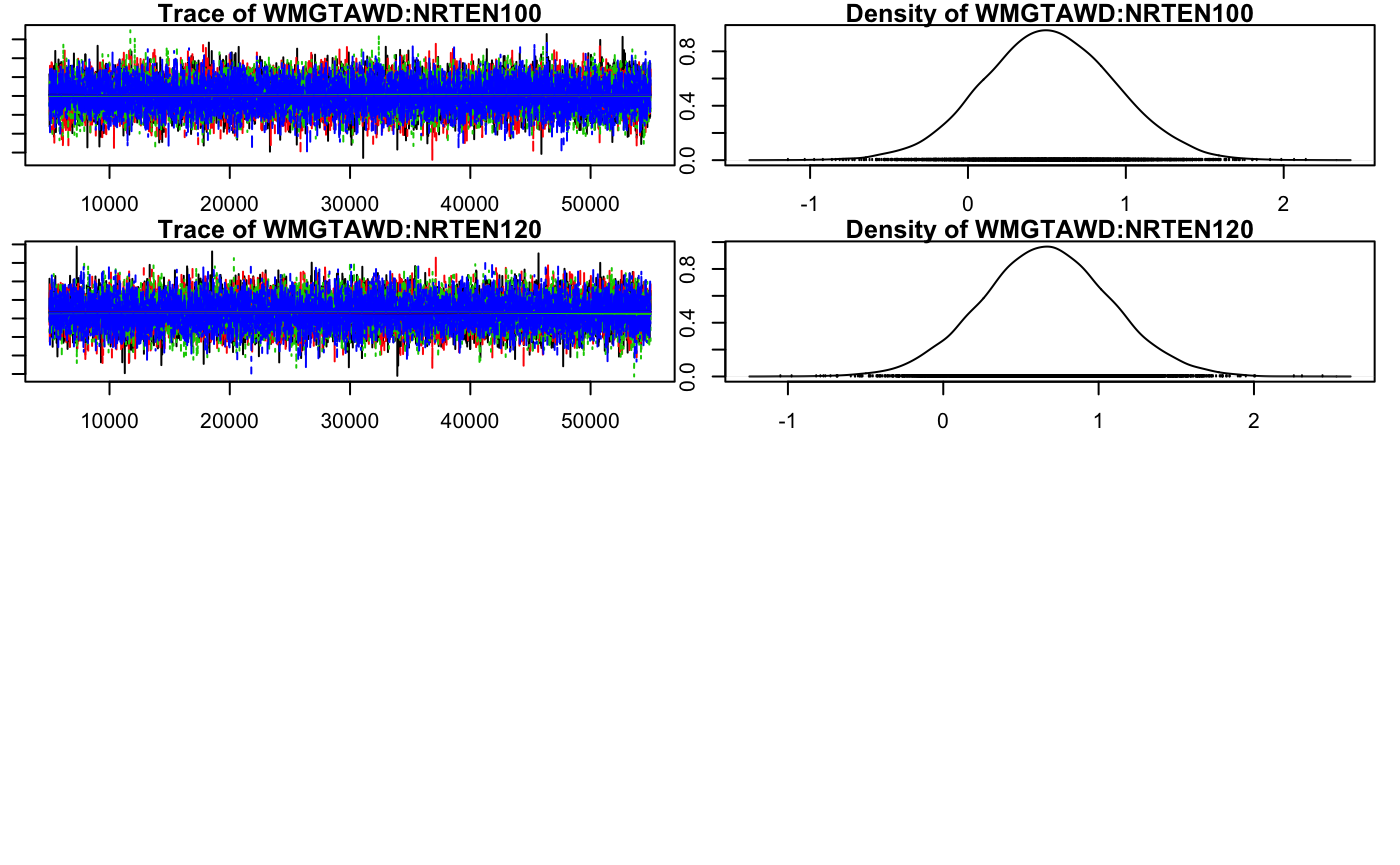 Trace of WMGTAWD:NRTEN100
10000 20000 30000 40000 50000
Density of WMGTAWD:NRTEN100
0.0 0.4 0.8
-1 0 1 2
Trace of WMGTAWD:NRTEN120
10000 20000 30000 40000 50000
Density of WMGTAWD:NRTEN120
0.0 0.4 0.8
-1 0 1 2